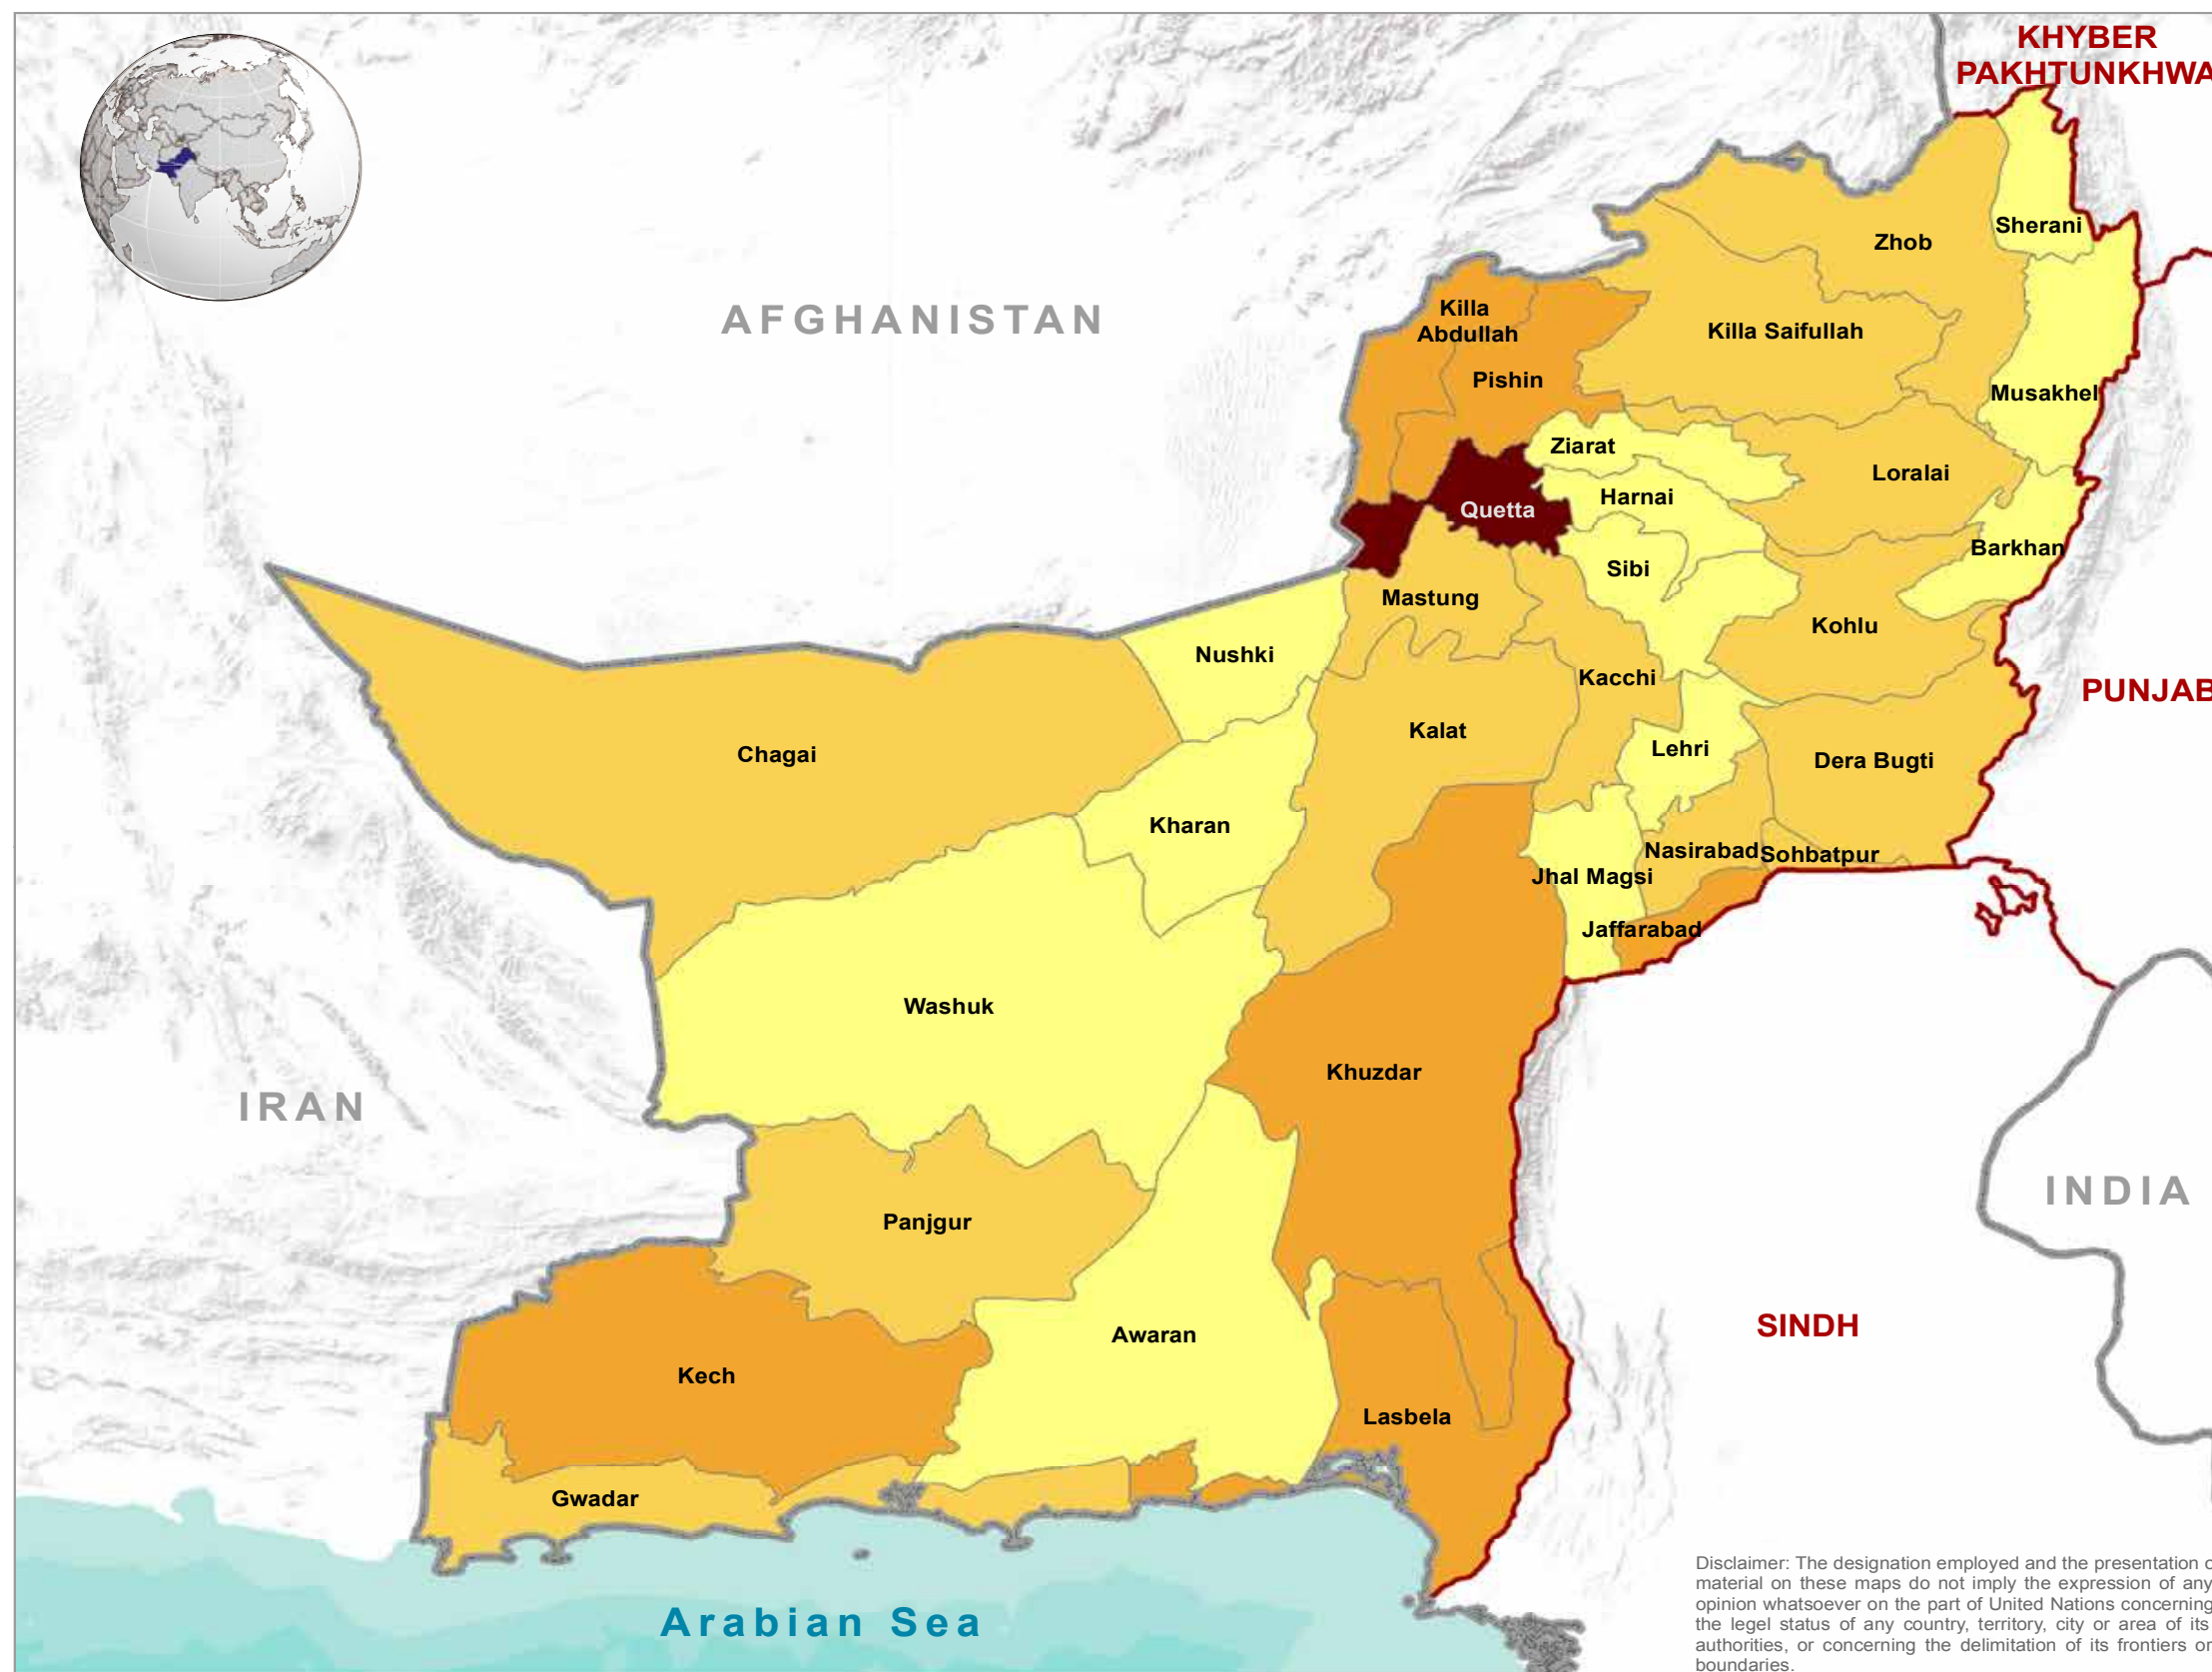 KHYBER
PAKHTUNKHWA
Sherani
Zhob
Killa
Abdullah
AFGHANISTAN
Killa Saifullah
Pishin
Musakhel
Ziarat
Loralai
Harnai
Quetta
Barkhan
Sibi
Mastung
Kohlu
Nushki
Kacchi
PUNJAB
Kalat
Lehri
Chagai
Dera Bugti
Kharan
Nasirabad
Sohbatpur
Jhal Magsi
Jaffarabad
Washuk
Khuzdar
IRAN
INDIA
Panjgur
SINDH
Awaran
Kech
Lasbela
Gwadar
Arabian Sea
Disclaimer: The designation employed and the presentation
material on these maps do not imply the expression of any
opinion whatsoever on the part of United Nations concerning
the legel status of any country, territory, city or area of its
authorities, or concerning the delimitation of its frontiers or
boundaries.